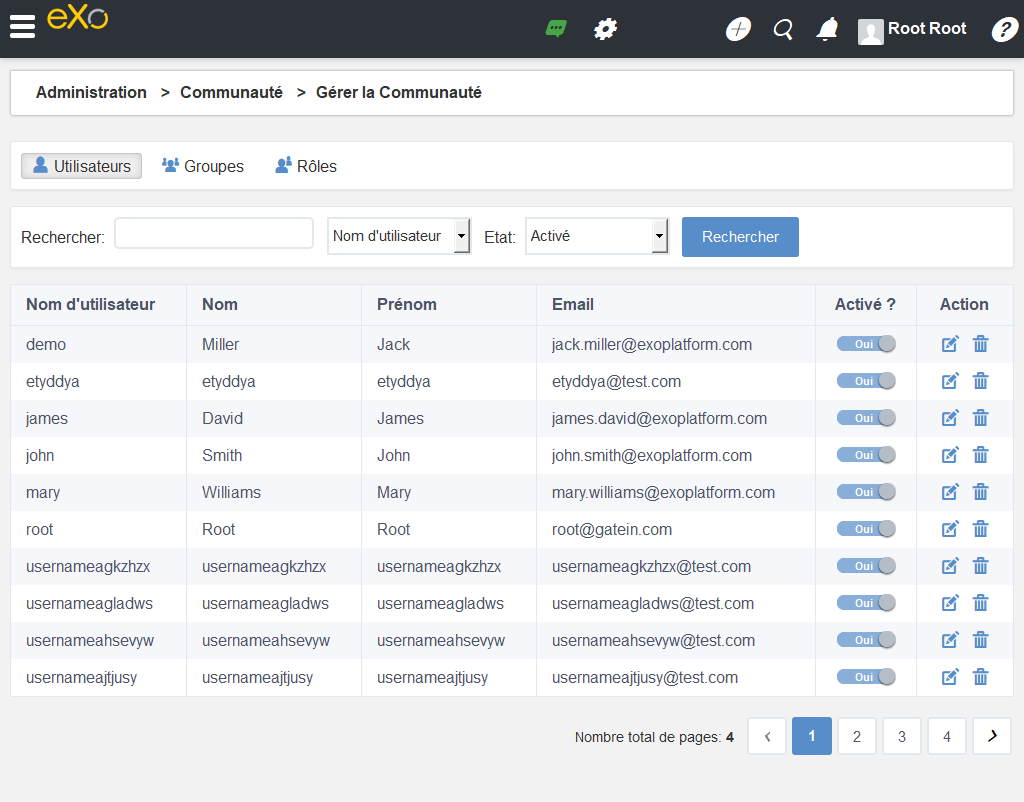 eXo Root Root ?
Administration > Communauté > Gérer la Communauté
Utilisateurs Groupes Rôles
Rechercher: Nom d'utilisateur Etat: Activé Rechercher
Nom d'utilisateur Nom Prénom Email Activé ? Action
demo Miller Jack jack.miller@exoplatform.com Oui
etyddya etyddya etyddya etyddya@test.com Oui
james David James james.david@exoplatform.com Oui
john Smith John john.smith@exoplatform.com Oui
mary Williams Mary mary.williams@exoplatform.com Oui
root Root Root root@gatein.com Oui
usernameagkzhzx usernameagkzhzx usernameagkzhzx usernameagkzhzx@test.com Oui
usernameagladws usernameagladws usernameagladws usernameagladws@test.com Oui
usernameahsevyw usernameahsevyw usernameahsevyw usernameahsevyw@test.com Oui
usernameajtjusy usernameajtjusy usernameajtjusy usernameajtjusy@test.com Oui
Nombre total de pages: 4 ‹ 1 2 3 4 ›